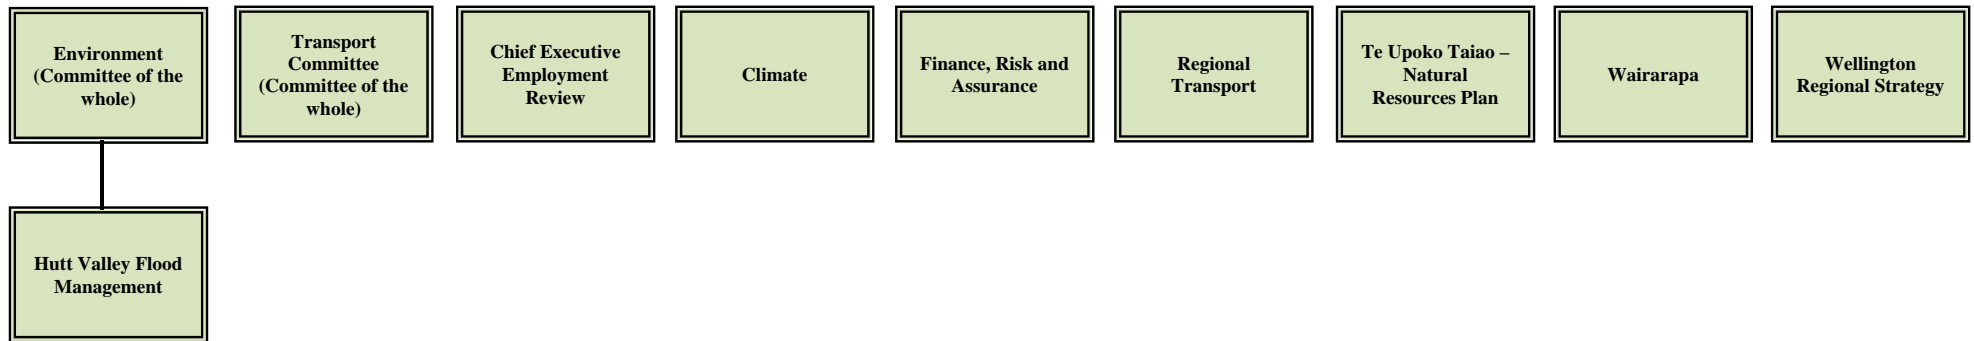 Environment
(Committee of the
whole)
Transport
Committee
(Committee of the
whole)
Chief Executive
Employment
Review
Climate
Finance, Risk and
Assurance
Regional
Transport
Te Upoko Taiao –
Natural
Resources Plan
Wairarapa
Wellington
Regional Strategy
Hutt Valley Flood
Management